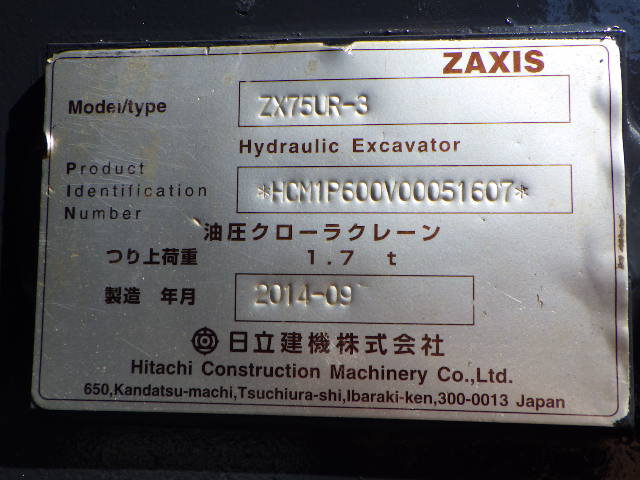 ZAXIS
Model/type ZX75UR-3
Hydraulic Excavator
Product Identification Number *HCM1P600V00051607*
油圧クローラクレーン
つり上荷重 1.7 t
製造 年月 2014-09
日立建機株式会社
Hitachi Construction Machinery Co.,Ltd.
650,Kandatsu-machi,Tsuchiura-shi,Ibaraki-ken,300-0013 Japan